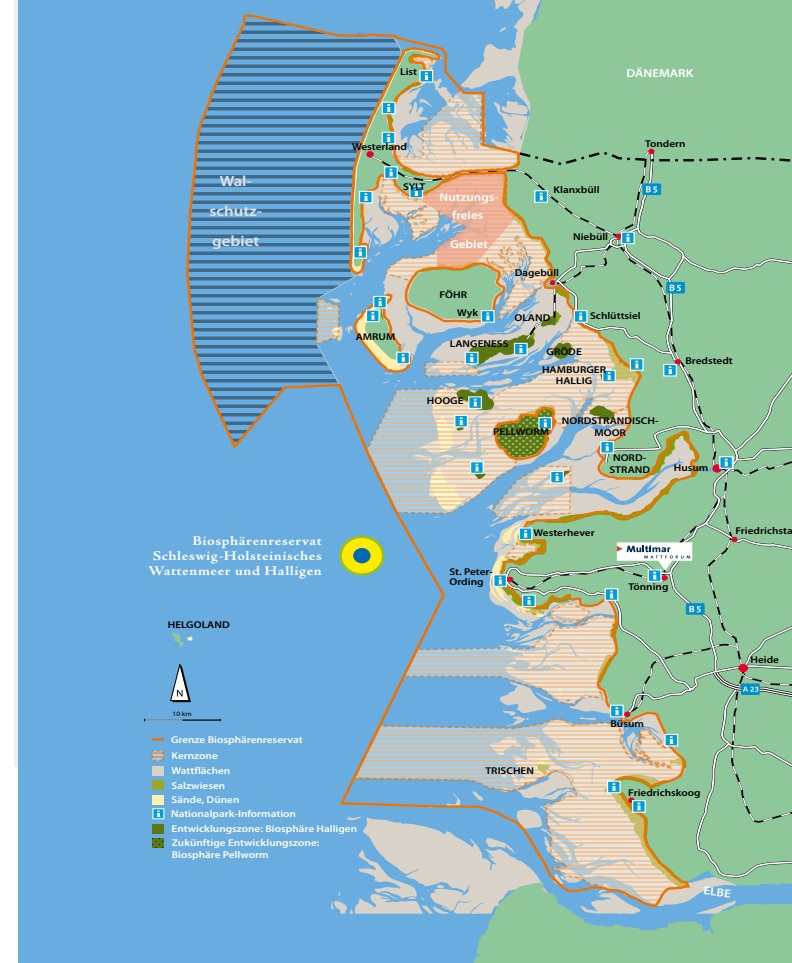 DÄNEMARK
List
Westerland
Tondern
Wal-
schutz-
gebiet
SYLT
Nutzungs-
freies
Gebiet
Klanxbüll
B 5
Niebüll
Dagebüll
B 5
FÖHR
Wyk
OLAND
Schlüttsiel
AMRUM
LANGENESS
GRÖDE
Bredstedt
HAMBURGER
HALLIG
HOOGE
NORDSTRANDISCH-
MOOR
PELLWORM
NORD-
STRAND
Husum
Westerhever
Friedrichsta
Biosphärenreservat
Schleswig-Holsteinisches
Wattenmeer und Halligen
MultImar
WATTFORUM
St. Peter-
Ording
Tönning
B 5
HELGOLAND
Heide
A 23
N
10 km
Büsum
Grenze Biosphärenreservat
Kernzone
Wattflächen
Salzwiesen
Sände, Dünen
Nationalpark-Information
Entwicklungszone: Biosphäre Halligen
Zukünftige Entwicklungszone:
Biosphäre Pellworm
TRISCHEN
Friedrichskoog
ELBE